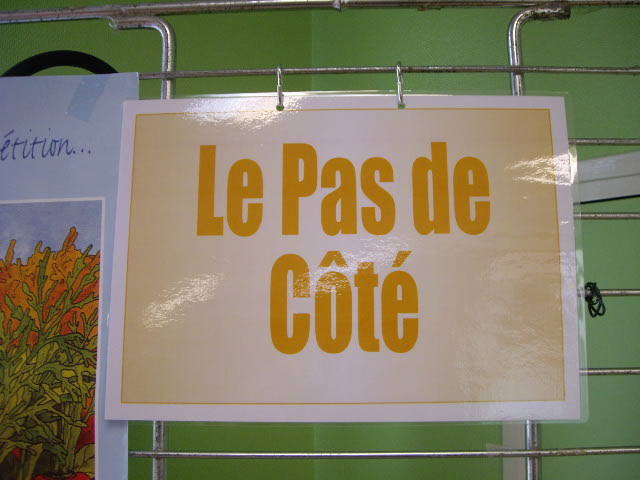 étition...
Le Pas de
Côté